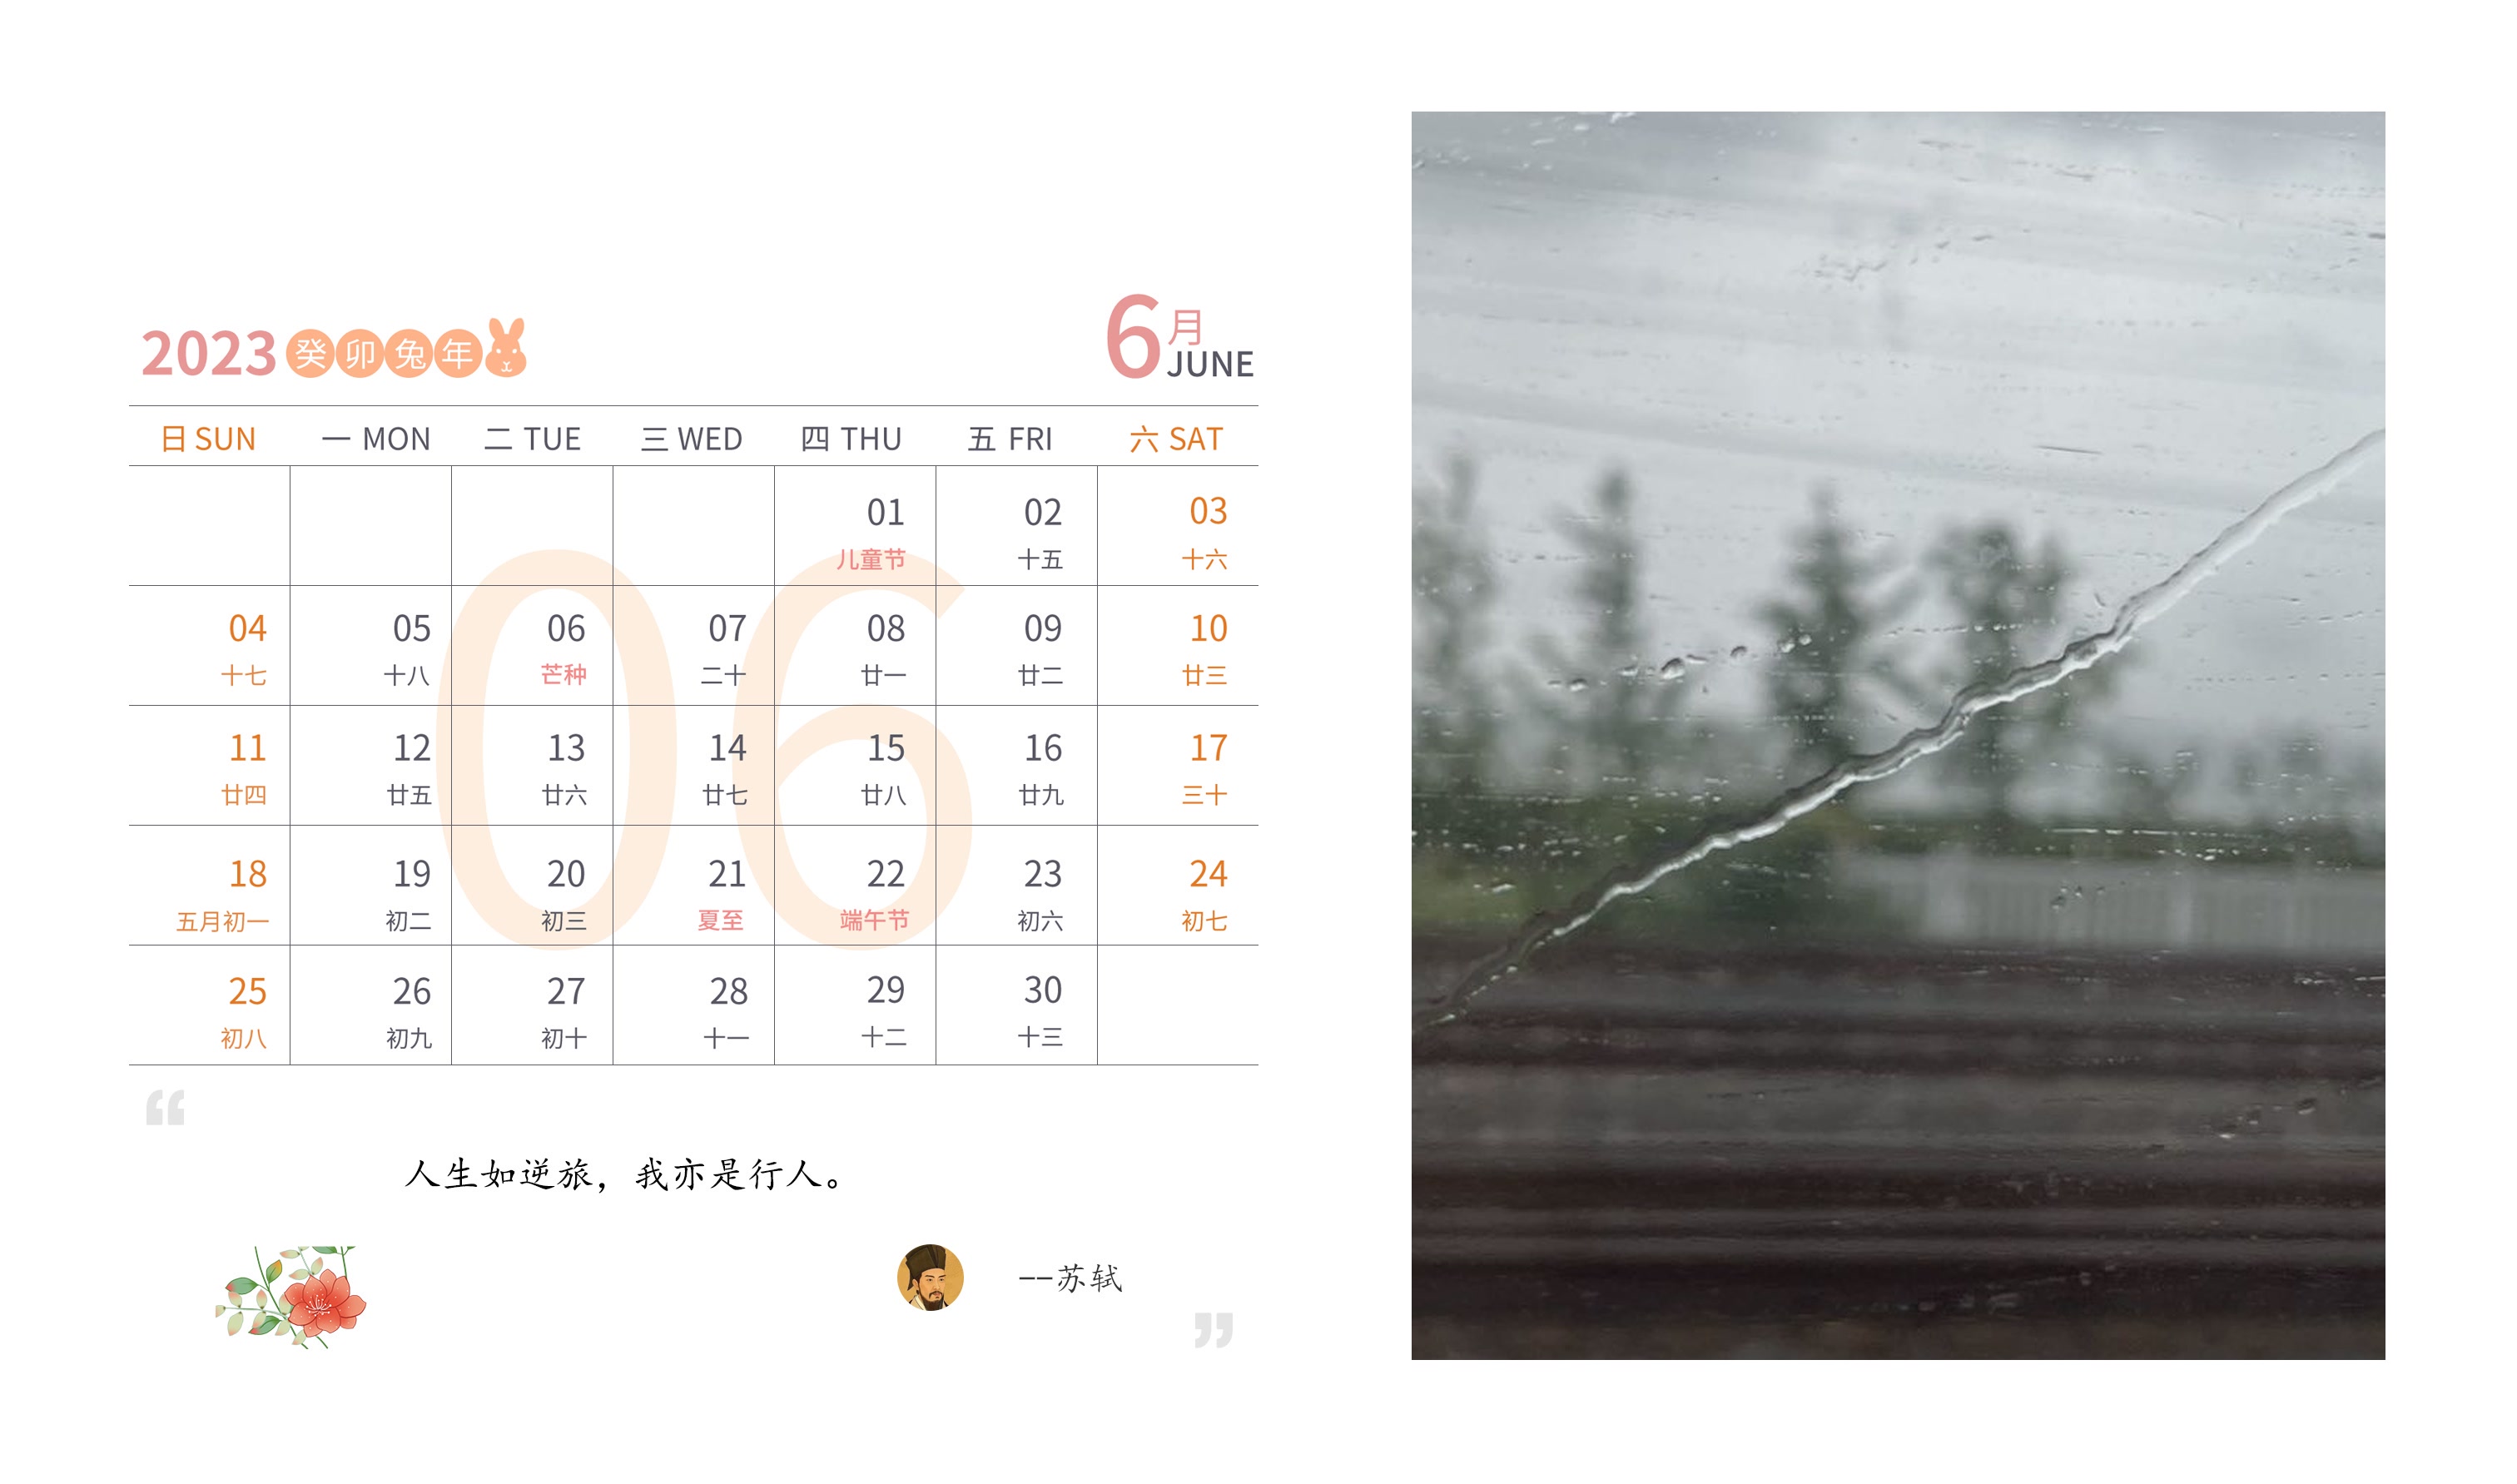 2023 癸卯兔年
6月
JUNE
日 SUN 一 MON 二 TUE 三 WED 四 THU 五 FRI 六 SAT
01 02 03
儿童节 十五 十六
04 05 06 07 08 09 10
十七 十八 芒种 二十 廿一 廿二 廿三
11 12 13 14 15 16 17
廿四 廿五 廿六 廿七 廿八 廿九 三十
18 19 20 21 22 23 24
五月初一 初二 初三 夏至 端午节 初六 初七
25 26 27 28 29 30
初八 初九 初十 十一 十二 十三
06
“
人生如逆旅，我亦是行人。
--苏轼
”